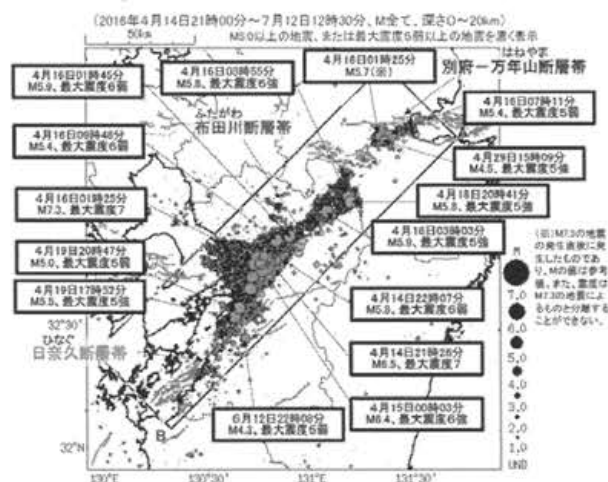 (2016年4月14日21時00分～7月12日12時30分、M全て、深さ0～20km)
50km
M5.0以上の地震、または最大震度5弱以上の地震を濃く表示
はねやま
別府－万年山断層帯
4月16日01時45分
M5.9、最大震度6弱
4月16日03時55分
M5.8、最大震度6強
4月16日01時25分
M5.7(※)
4月16日07時11分
M5.4、最大震度5弱
ふたがわ
布田川断層帯
4月16日09時48分
M5.4、最大震度6弱
4月29日15時09分
M4.5、最大震度5強
4月16日01時25分
M7.3、最大震度7
4月18日20時41分
M5.8、最大震度5強
4月16日03時03分
M5.9、最大震度5強
4月19日20時47分
M5.0、最大震度5弱
4月19日17時52分
M5.5、最大震度5強
4月14日22時07分
M5.8、最大震度6弱
4月14日21時26分
M6.5、最大震度7
4月15日00時03分
M6.4、最大震度6強
6月12日22時08分
M4.3、最大震度5弱
ひなぐ
日奈久断層帯
B
(※)M7.3の地震
の発生直後に発
生したものであ
り、Mの値は参考
値。また、震度は
M7.3の地震によ
るものと分離する
ことができない。
M
7.0
6.0
5.0
4.0
3.0
2.0
1.0
UND
32°30'
32°N
130°E
130°30'
131°E
131°30'